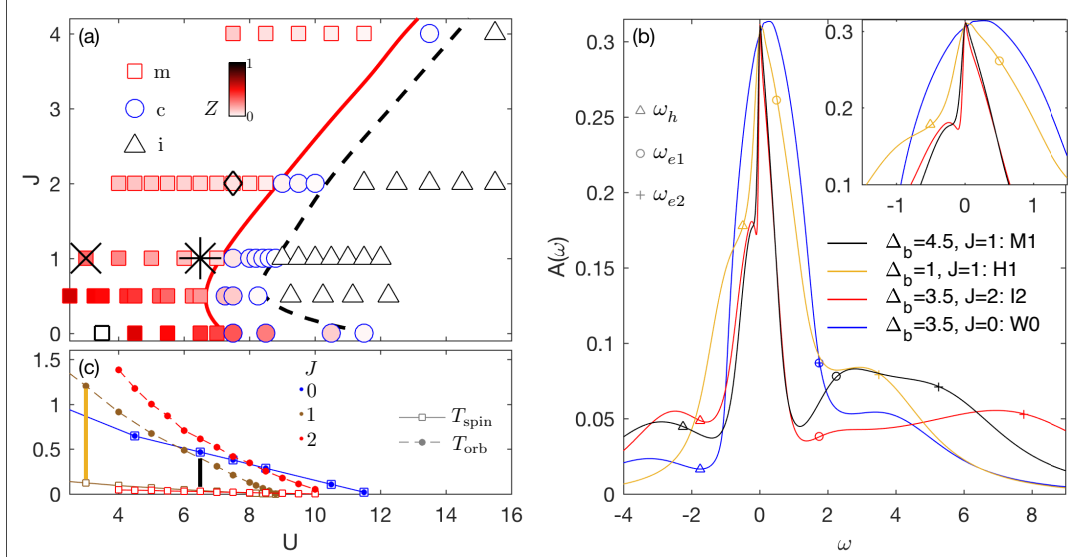 (a)
4
3
2
1
0
J
m
c
i
Z
1
0
(c)
1.5
1
0.5
0
J
0
1
2
T_spin
T_orb
2 4 6 8 10 12 14 16
U
(b)
0.3
0.25
0.2
0.15
0.1
0.05
0
A(ω)
ω_h
ω_e1
ω_e2
0.3
0.2
0.1
-1 0 1
Δ_b=4.5, J=1: M1
Δ_b=1, J=1: H1
Δ_b=3.5, J=2: I2
Δ_b=3.5, J=0: W0
-4 -2 0 2 4 6 8
ω